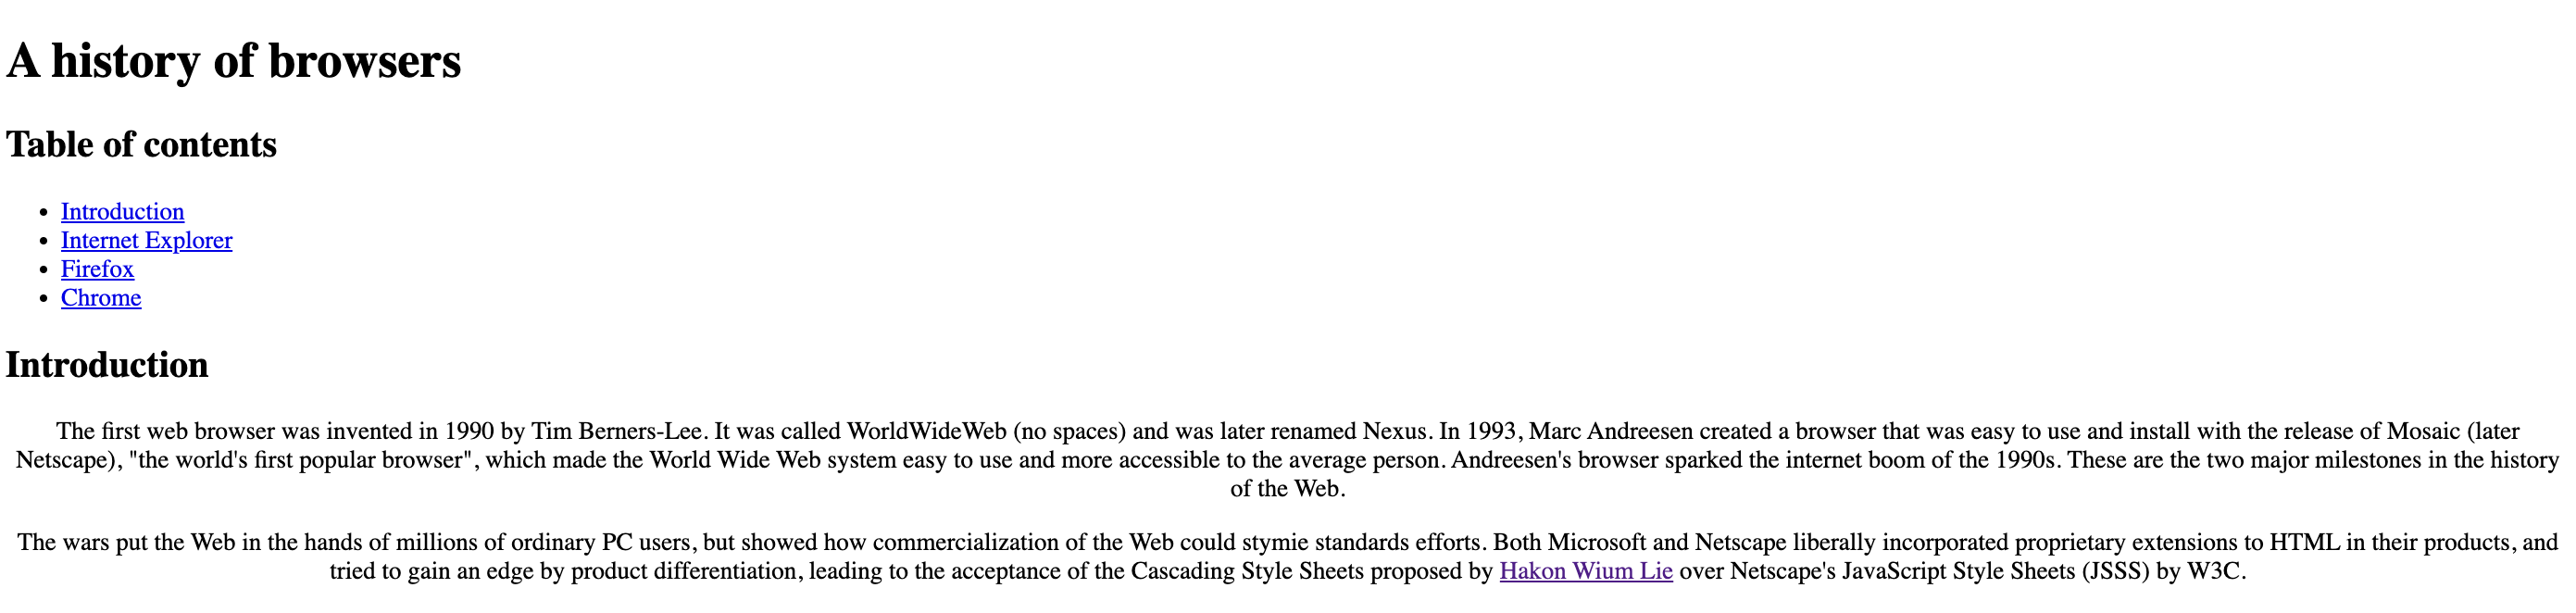 A history of browsers
Table of contents
Introduction
Internet Explorer
Firefox
Chrome
Introduction
The first web browser was invented in 1990 by Tim Berners-Lee. It was called WorldWideWeb (no spaces) and was later renamed Nexus. In 1993, Marc Andreesen created a browser that was easy to use and install with the release of Mosaic (later
Netscape), "the world's first popular browser", which made the World Wide Web system easy to use and more accessible to the average person. Andreesen's browser sparked the internet boom of the 1990s. These are the two major milestones in the history
of the Web.
The wars put the Web in the hands of millions of ordinary PC users, but showed how commercialization of the Web could stymie standards efforts. Both Microsoft and Netscape liberally incorporated proprietary extensions to HTML in their products, and
tried to gain an edge by product differentiation, leading to the acceptance of the Cascading Style Sheets proposed by Hakon Wium Lie over Netscape's JavaScript Style Sheets (JSSS) by W3C.